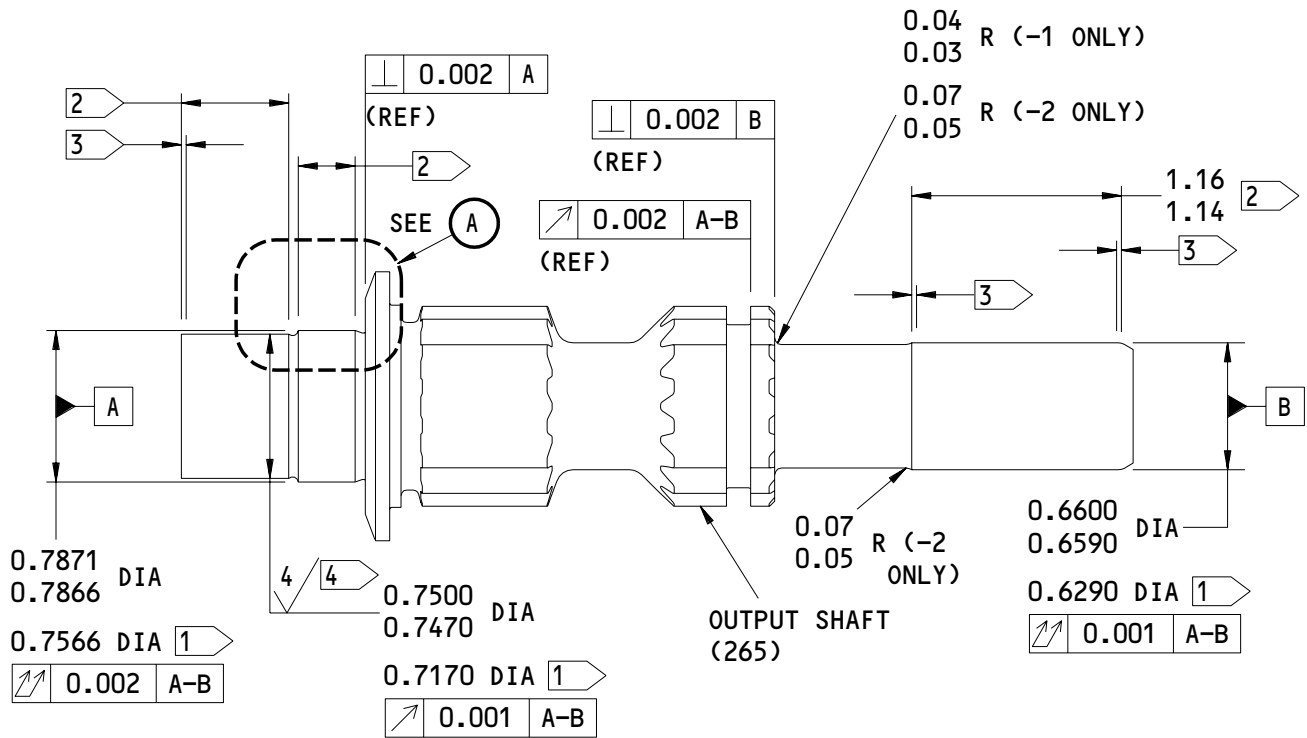 0.04
0.03 R (-1 ONLY)
0.07
0.05 R (-2 ONLY)
0.002 A
(REF)
2
3
2
0.002 B
(REF)
SEE A
0.002 A-B
(REF)
1.16
1.14 2
3
3
A
B
0.7871
0.7866 DIA
0.7566 DIA 1
0.002 A-B
4 4
0.7500
0.7470 DIA
0.7170 DIA 1
0.001 A-B
OUTPUT SHAFT
(265)
0.07
0.05 R (-2
ONLY)
0.6600
0.6590 DIA
0.6290 DIA 1
0.001 A-B